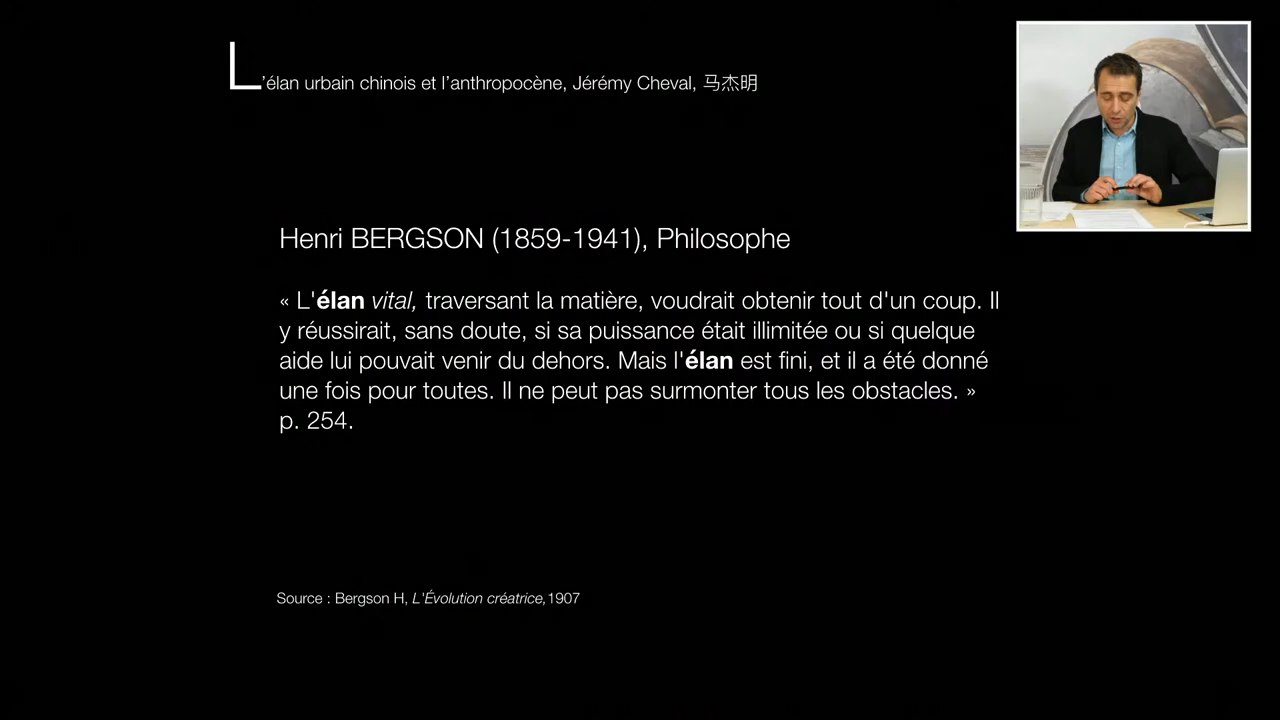 L'élan urbain chinois et l'anthropocène, Jérémy Cheval, 马杰明
Henri BERGSON (1859-1941), Philosophe
« L'élan vital, traversant la matière, voudrait obtenir tout d'un coup. Il
y réussirait, sans doute, si sa puissance était illimitée ou si quelque
aide lui pouvait venir du dehors. Mais l'élan est fini, et il a été donné
une fois pour toutes. Il ne peut pas surmonter tous les obstacles. »
p. 254.
Source : Bergson H, L'Évolution créatrice, 1907